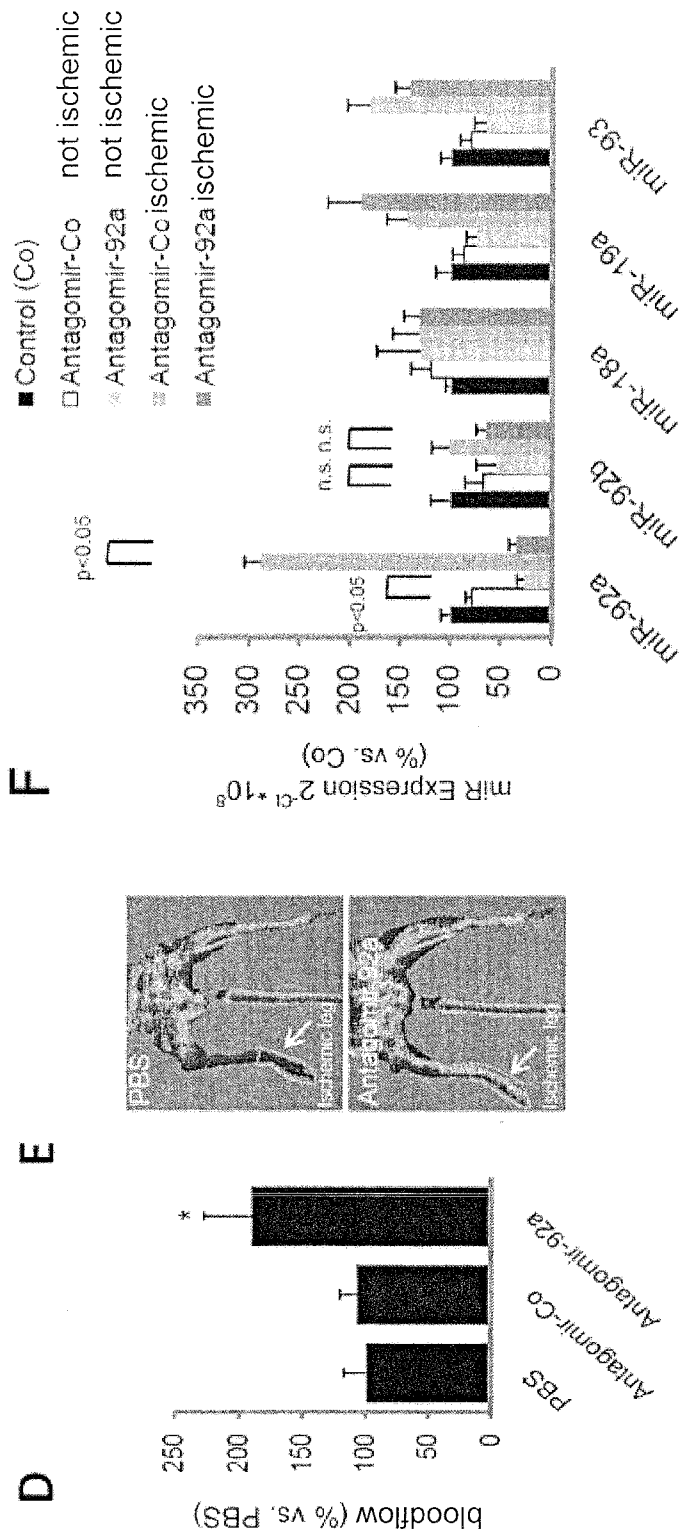 D
bloodflow (% vs. PBS)
250
200
150
100
50
0
*
PBS
Antagomir-Co
Antagomir-92a
E
PBS
Ischemic leg
Antagomir-92a
Ischemic leg
F
Control (Co)
Antagomir-Co not ischemic
Antagomir-92a not ischemic
Antagomir-Co ischemic
Antagomir-92a ischemic
miR Expression 2^-Ct * 10^8
(% vs. Co)
350
300
250
200
150
100
50
0
p<0.05
p<0.05
n.s. n.s.
miR-92a
miR-92b
miR-18a
miR-19a
miR-93